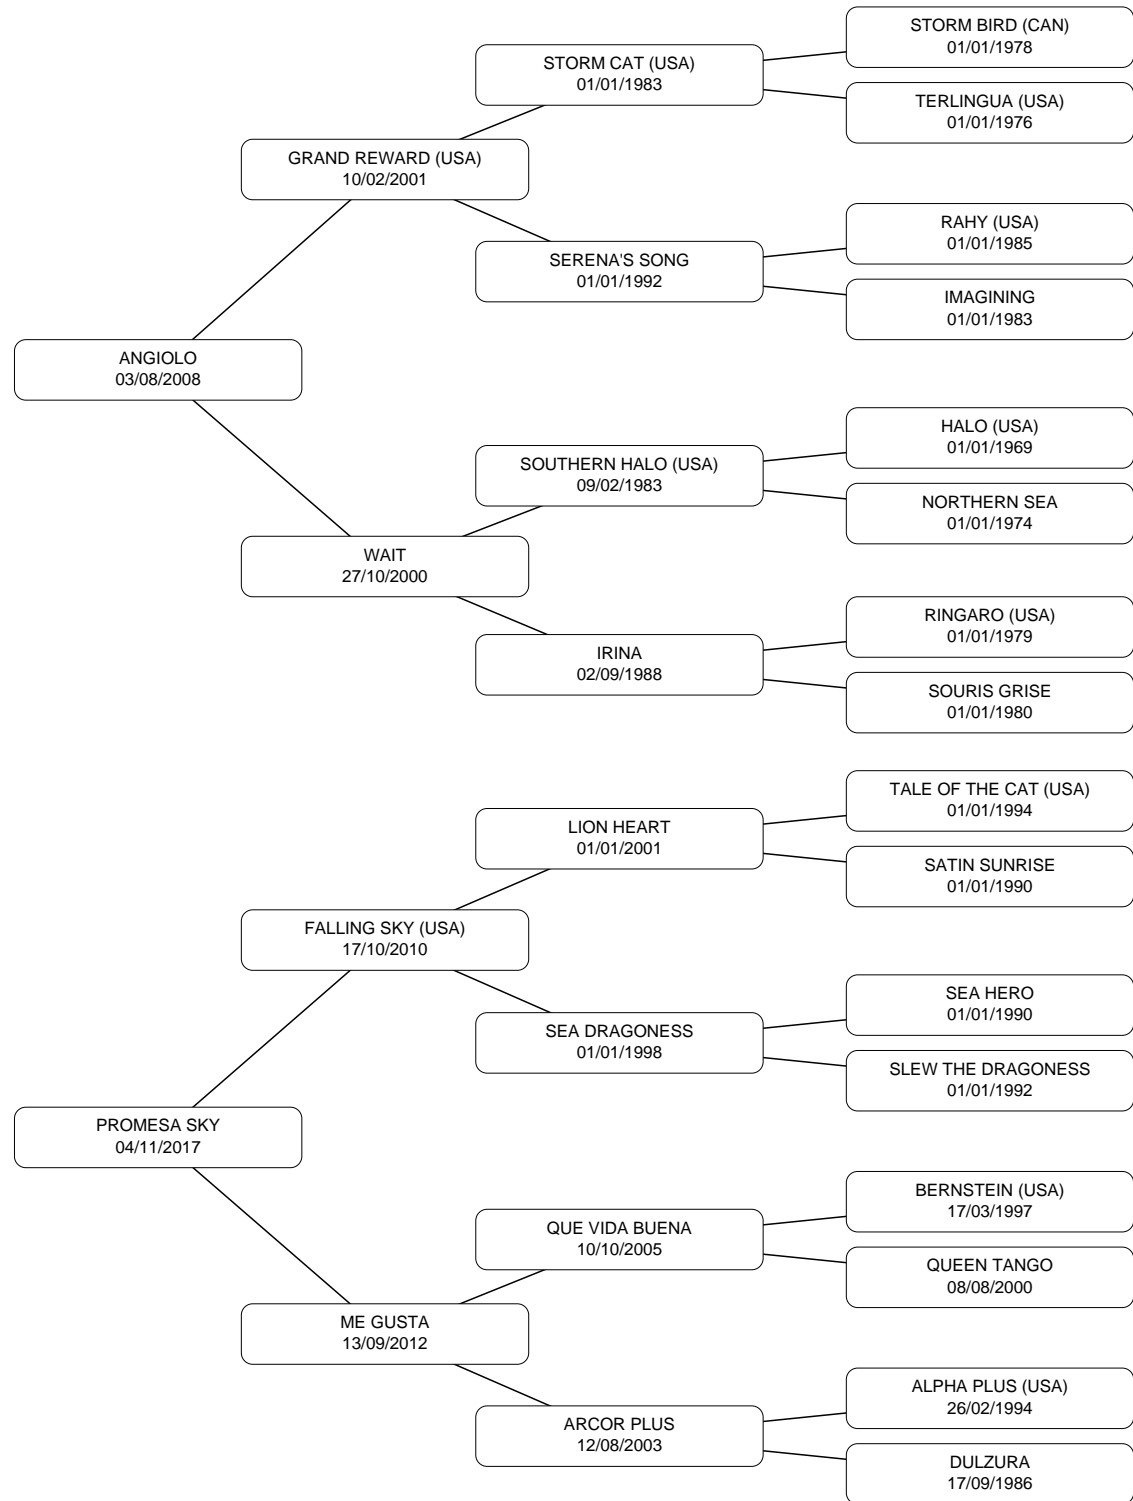 STORM BIRD (CAN)
01/01/1978
STORM CAT (USA)
01/01/1983
TERLINGUA (USA)
01/01/1976
GRAND REWARD (USA)
10/02/2001
RAHY (USA)
01/01/1985
SERENA'S SONG
01/01/1992
IMAGINING
01/01/1983
ANGIOLO
03/08/2008
HALO (USA)
01/01/1969
SOUTHERN HALO (USA)
09/02/1983
NORTHERN SEA
01/01/1974
WAIT
27/10/2000
RINGARO (USA)
01/01/1979
IRINA
02/09/1988
SOURIS GRISE
01/01/1980
TALE OF THE CAT (USA)
01/01/1994
LION HEART
01/01/2001
SATIN SUNRISE
01/01/1990
FALLING SKY (USA)
17/10/2010
SEA HERO
01/01/1990
SEA DRAGONESS
01/01/1998
SLEW THE DRAGONESS
01/01/1992
PROMESA SKY
04/11/2017
BERNSTEIN (USA)
17/03/1997
QUE VIDA BUENA
10/10/2005
QUEEN TANGO
08/08/2000
ME GUSTA
13/09/2012
ALPHA PLUS (USA)
26/02/1994
ARCOR PLUS
12/08/2003
DULZURA
17/09/1986